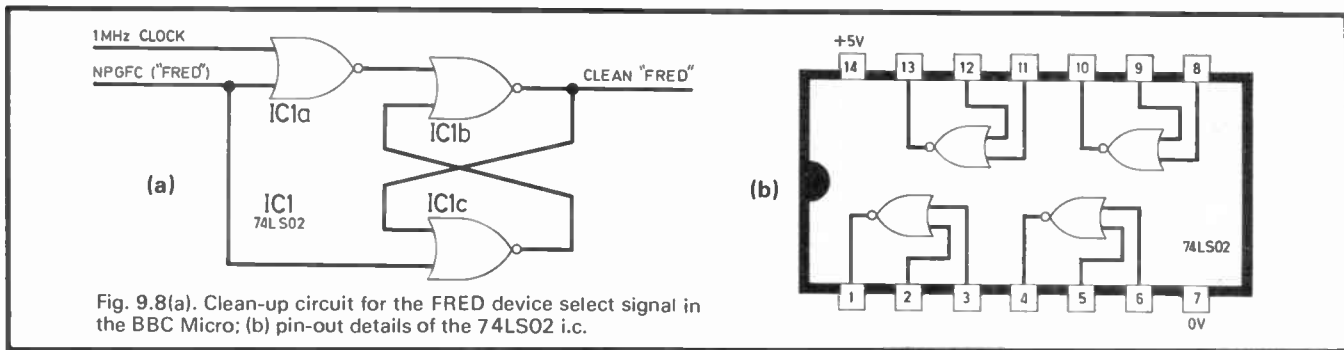 1MHz CLOCK
NPGFC ("FRED")
IC1a
IC1b
CLEAN "FRED"
(a)
IC1
74LS02
IC1c
Fig. 9.8(a). Clean-up circuit for the FRED device select signal in
the BBC Micro; (b) pin-out details of the 74LS02 i.c.
+5V
14 13 12 11 10 9 8
(b)
74LS02
1 2 3 4 5 6 7
0V